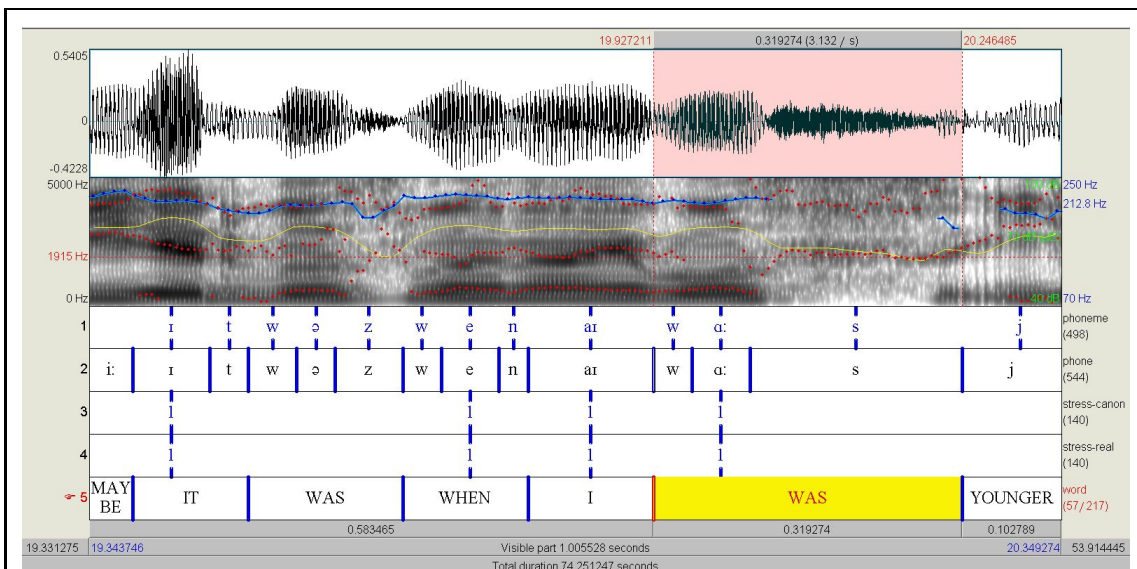 19.927211 0.319274 (3.132 / s) 20.246485
0.5405
0
-0.4228
5000 Hz 250 Hz
212.8 Hz
1915 Hz
0 Hz 70 Hz
1 ɪ t w ə z w e n aɪ w ɑː s j phoneme
(498)
2 iː ɪ t w ə z w e n aɪ w ɑː s j phone
(544)
3 1 1 1 1 stress-canon
(140)
4 1 1 1 1 stress-real
(140)
5 MAY BE IT WAS WHEN I WAS YOUNGER word
(57/217)
0.583465 0.319274 0.102789
19.331275 19.343746 Visible part 1.005528 seconds 20.349274 53.914445
Total duration 74.251247 seconds